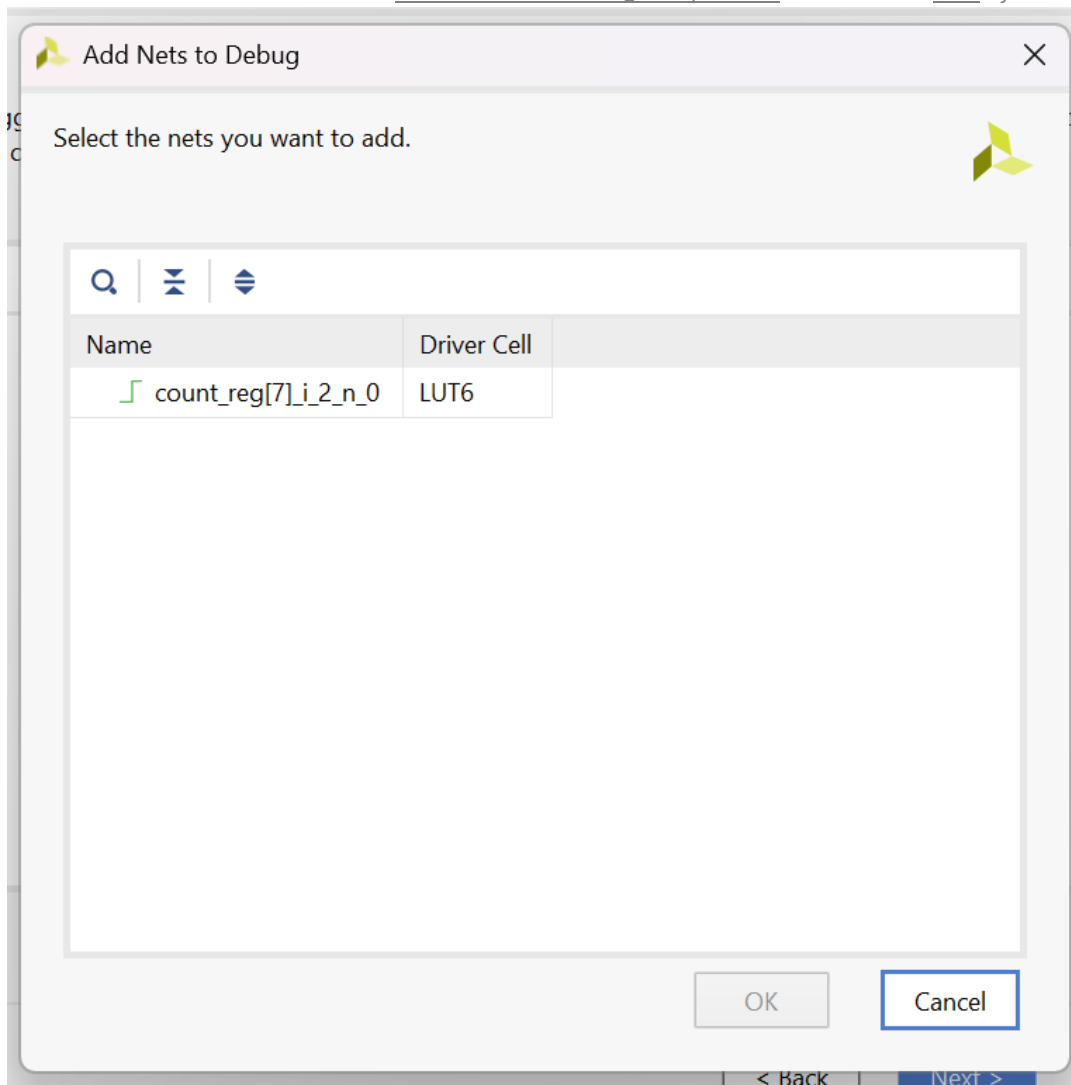 Add Nets to Debug
Select the nets you want to add.
Name Driver Cell
count_reg[7]_i_2_n_0 LUT6
OK Cancel
< Back Next >